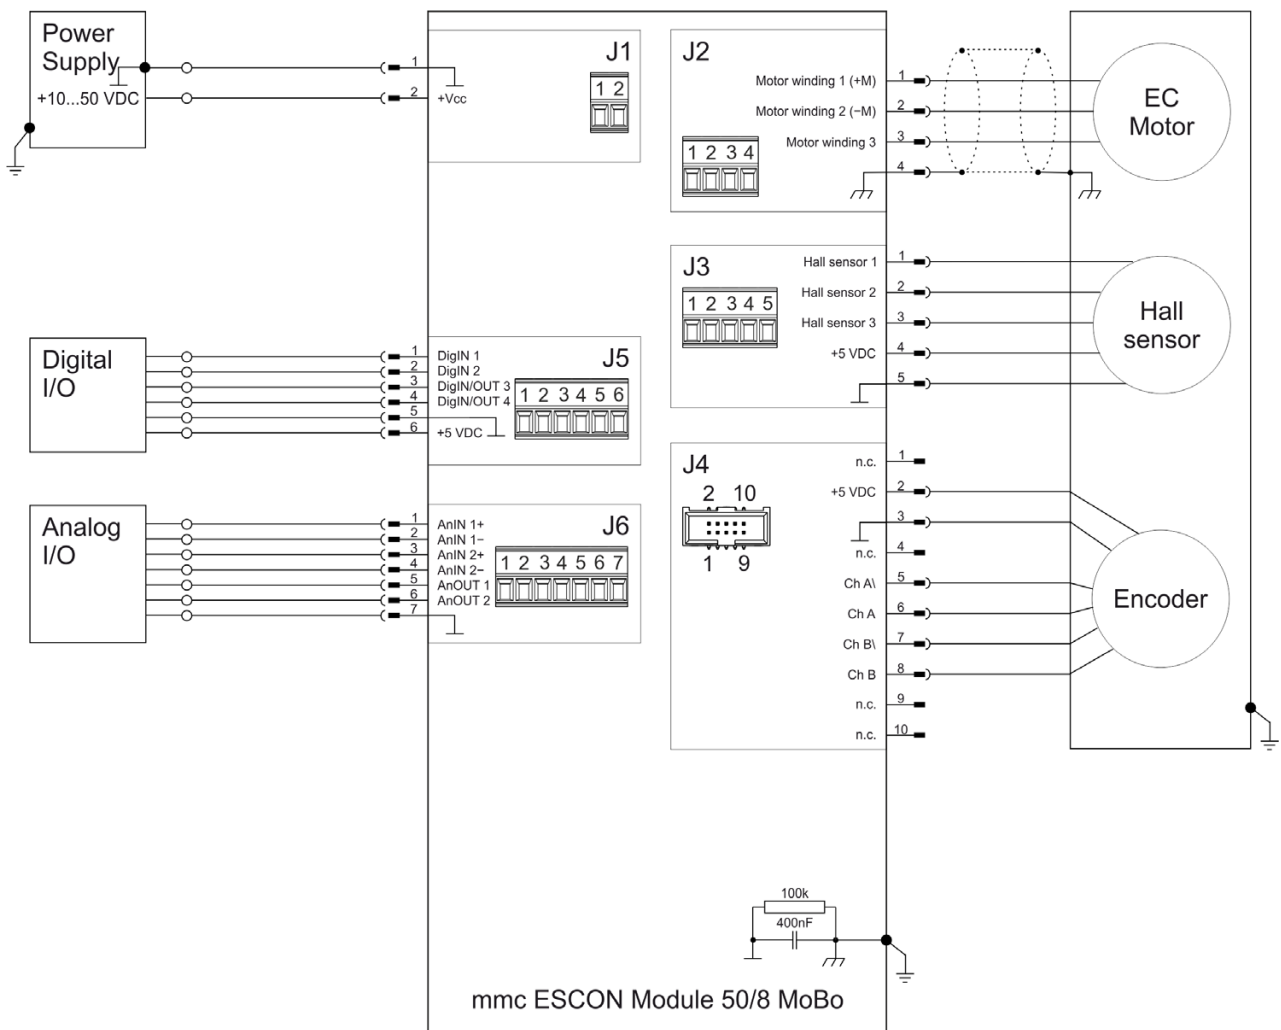 Power
Supply
+10...50 VDC
1
2
+Vcc
J1
1 2
J2
Motor winding 1 (+M)
1
Motor winding 2 (−M)
2
Motor winding 3
3
4
1 2 3 4
EC
Motor
J3
1 2 3 4 5
Hall sensor 1
1
Hall sensor 2
2
Hall sensor 3
3
+5 VDC
4
5
Hall
sensor
Digital
I/O
1
DigIN 1
2
DigIN 2
3
DigIN/OUT 3
4
DigIN/OUT 4
5
6
+5 VDC
J5
1 2 3 4 5 6
J4
2 10
1 9
n.c.
1
+5 VDC
2
3
n.c.
4
Ch A\
5
Ch A
6
Ch B\
7
Ch B
8
n.c.
9
n.c.
10
Encoder
Analog
I/O
1
AnIN 1+
2
AnIN 1−
3
AnIN 2+
4
AnIN 2−
5
AnOUT 1
6
AnOUT 2
7
J6
1 2 3 4 5 6 7
100k
400nF
mmc ESCON Module 50/8 MoBo